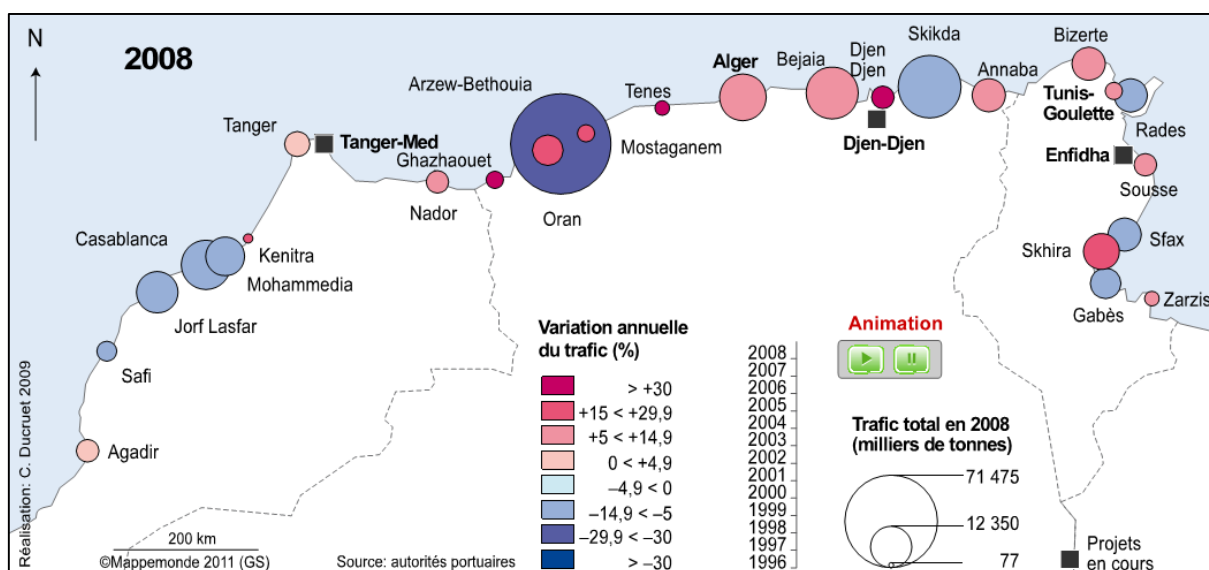 N
2008
Tanger
Tanger-Med
Ghazhaouet
Nador
Arzew-Bethouia
Oran
Mostaganem
Tenes
Alger
Bejaia
Djen
Djen
Djen-Djen
Skikda
Annaba
Bizerte
Tunis-
Goulette
Rades
Enfidha
Sousse
Sfax
Skhira
Gabès
Zarzis
Casablanca
Kenitra
Mohammedia
Jorf Lasfar
Safi
Agadir
Réalisation: C. Ducruet 2009
200 km
©Mappemonde 2011 (GS)
Source: autorités portuaires
Variation annuelle
du trafic (%)
> +30
+15 < +29,9
+5 < +14,9
0 < +4,9
–4,9 < 0
–14,9 < –5
–29,9 < –30
> –30
2008
2007
2006
2005
2004
2003
2002
2001
2000
1999
1998
1997
1996
Animation
Trafic total en 2008
(milliers de tonnes)
71 475
12 350
77
Projets
en cours